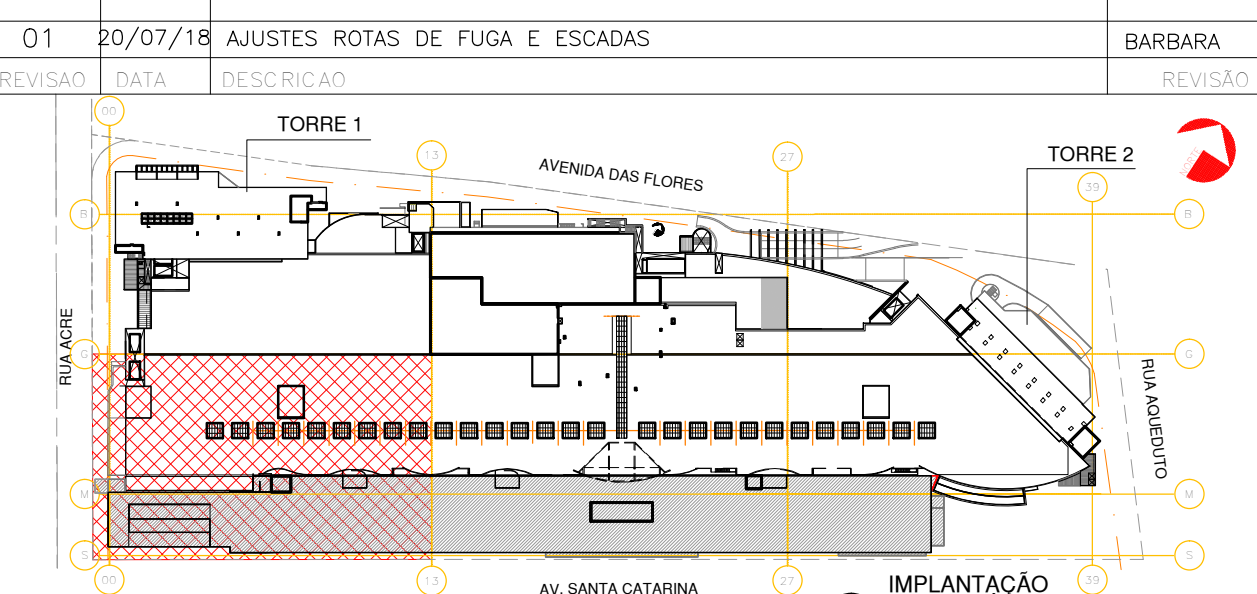 01 20/07/18 AJUSTES ROTAS DE FUGA E ESCADAS BARBARA
REVISAO DATA DESCRICAO REVISÃO
00
TORRE 1
13
AVENIDA DAS FLORES
27
TORRE 2
NORTE
39
B B
RUA ACRE
G G
RUA AQUEDUTO
M M
S S
00 13 27 39
AV. SANTA CATARINA
IMPLANTAÇÃO